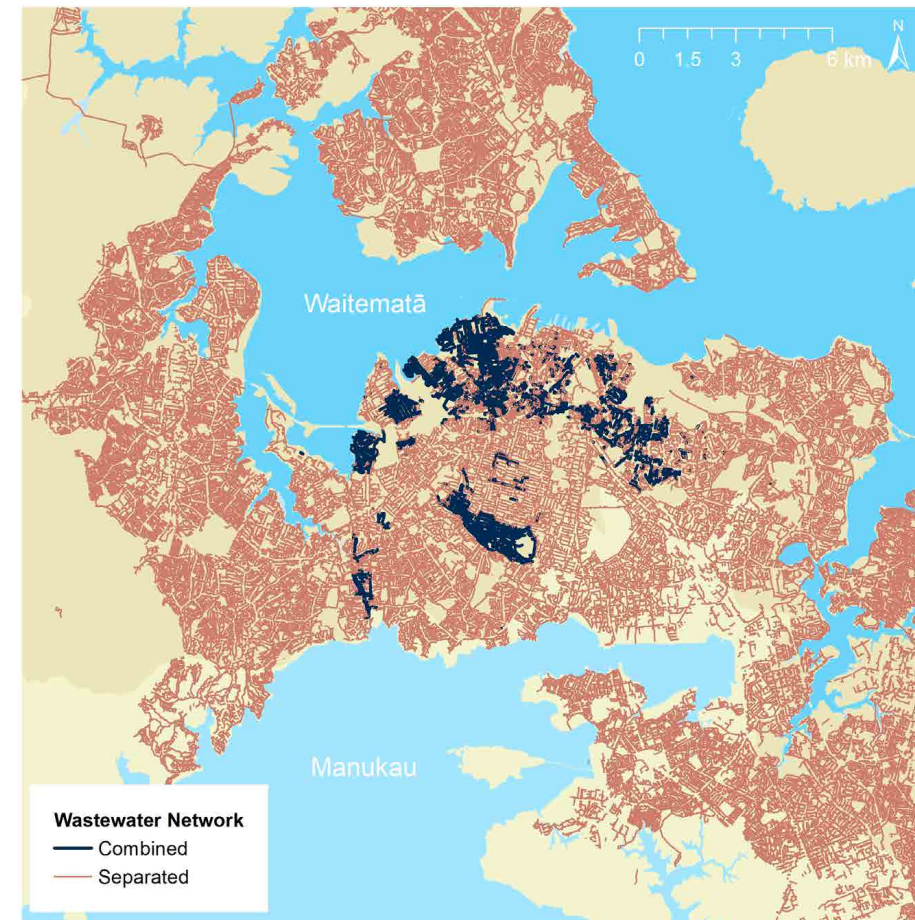 N
0 1.5 3 6 km
Waitematā
Manukau
Wastewater Network
Combined
Separated